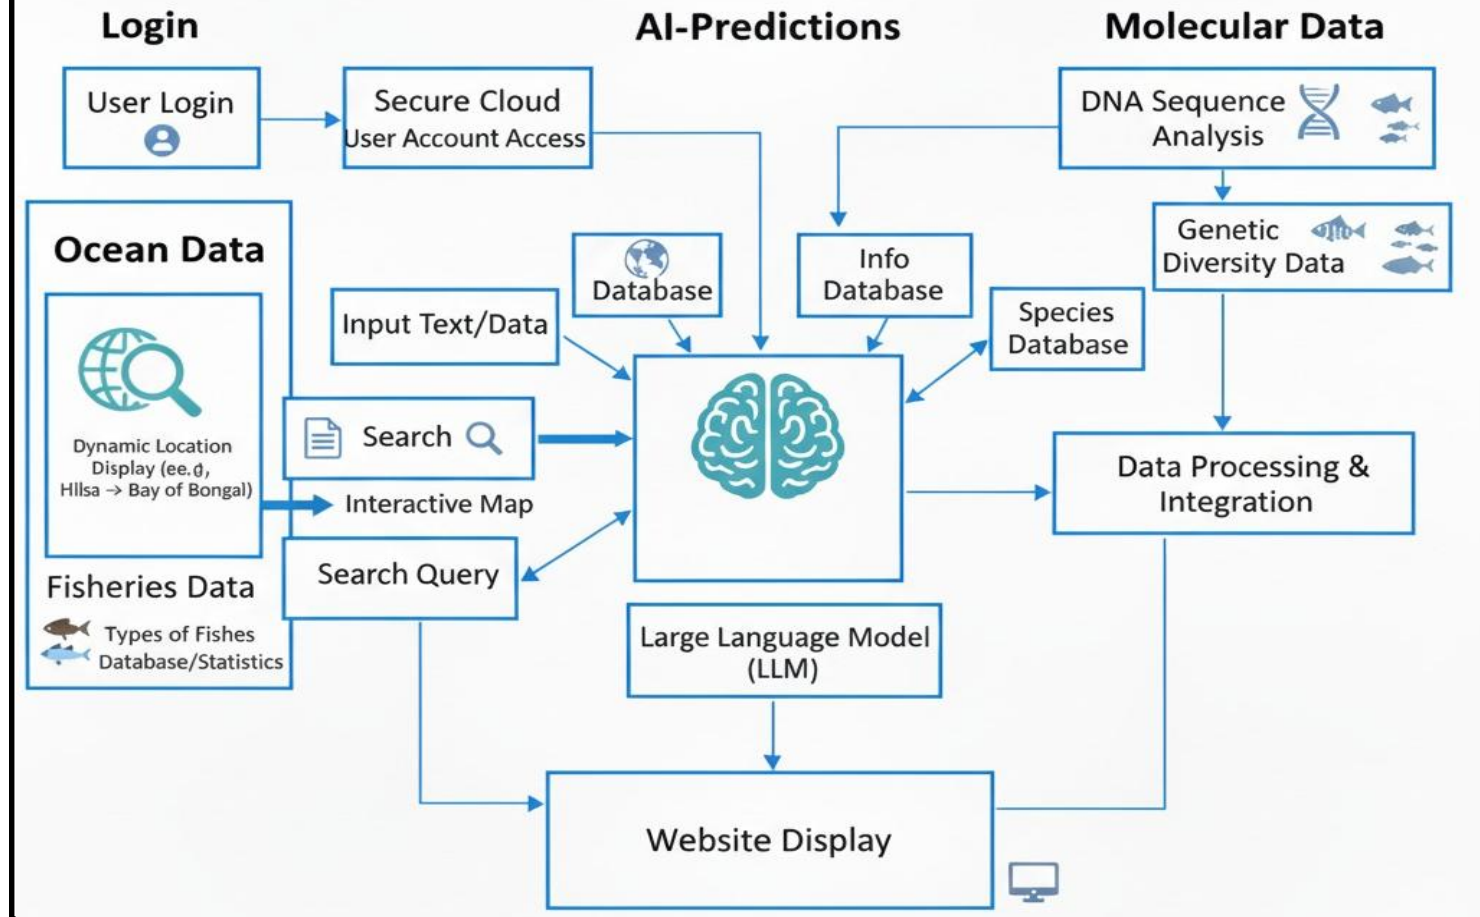 Login
AI-Predictions
Molecular Data
User Login
Secure Cloud
User Account Access
DNA Sequence
Analysis
Ocean Data
Genetic
Diversity Data
Database
Info
Database
Input Text/Data
Species
Database
Search
Dynamic Location
Display (ee.g,
HIlsa → Bay of Bongal)
Interactive Map
Data Processing &
Integration
Search Query
Fisheries Data
Types of Fishes
Database/Statistics
Large Language Model
(LLM)
Website Display